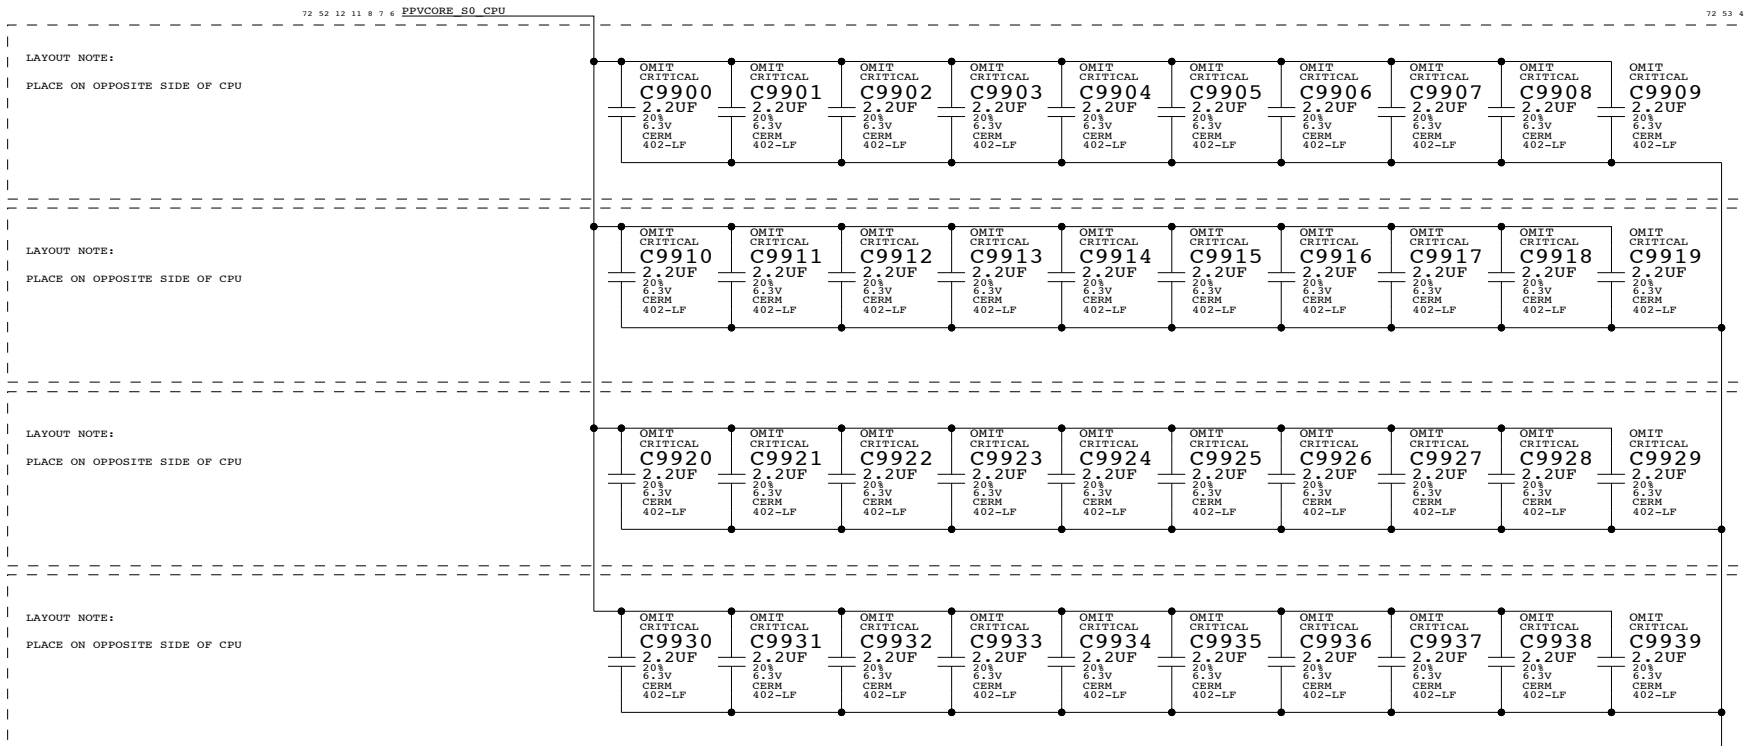 72 52 12 11 8 7 6 PPVCORE_S0_CPU
72 53 4
LAYOUT NOTE:
PLACE ON OPPOSITE SIDE OF CPU
OMIT OMIT OMIT OMIT OMIT OMIT OMIT OMIT OMIT OMIT
CRITICAL CRITICAL CRITICAL CRITICAL CRITICAL CRITICAL CRITICAL CRITICAL CRITICAL CRITICAL
C9900 C9901 C9902 C9903 C9904 C9905 C9906 C9907 C9908 C9909
2.2UF 2.2UF 2.2UF 2.2UF 2.2UF 2.2UF 2.2UF 2.2UF 2.2UF 2.2UF
20% 20% 20% 20% 20% 20% 20% 20% 20% 20%
6.3V 6.3V 6.3V 6.3V 6.3V 6.3V 6.3V 6.3V 6.3V 6.3V
CERM CERM CERM CERM CERM CERM CERM CERM CERM CERM
402-LF 402-LF 402-LF 402-LF 402-LF 402-LF 402-LF 402-LF 402-LF 402-LF
LAYOUT NOTE:
PLACE ON OPPOSITE SIDE OF CPU
OMIT OMIT OMIT OMIT OMIT OMIT OMIT OMIT OMIT OMIT
CRITICAL CRITICAL CRITICAL CRITICAL CRITICAL CRITICAL CRITICAL CRITICAL CRITICAL CRITICAL
C9910 C9911 C9912 C9913 C9914 C9915 C9916 C9917 C9918 C9919
2.2UF 2.2UF 2.2UF 2.2UF 2.2UF 2.2UF 2.2UF 2.2UF 2.2UF 2.2UF
20% 20% 20% 20% 20% 20% 20% 20% 20% 20%
6.3V 6.3V 6.3V 6.3V 6.3V 6.3V 6.3V 6.3V 6.3V 6.3V
CERM CERM CERM CERM CERM CERM CERM CERM CERM CERM
402-LF 402-LF 402-LF 402-LF 402-LF 402-LF 402-LF 402-LF 402-LF 402-LF
LAYOUT NOTE:
PLACE ON OPPOSITE SIDE OF CPU
OMIT OMIT OMIT OMIT OMIT OMIT OMIT OMIT OMIT OMIT
CRITICAL CRITICAL CRITICAL CRITICAL CRITICAL CRITICAL CRITICAL CRITICAL CRITICAL CRITICAL
C9920 C9921 C9922 C9923 C9924 C9925 C9926 C9927 C9928 C9929
2.2UF 2.2UF 2.2UF 2.2UF 2.2UF 2.2UF 2.2UF 2.2UF 2.2UF 2.2UF
20% 20% 20% 20% 20% 20% 20% 20% 20% 20%
6.3V 6.3V 6.3V 6.3V 6.3V 6.3V 6.3V 6.3V 6.3V 6.3V
CERM CERM CERM CERM CERM CERM CERM CERM CERM CERM
402-LF 402-LF 402-LF 402-LF 402-LF 402-LF 402-LF 402-LF 402-LF 402-LF
LAYOUT NOTE:
PLACE ON OPPOSITE SIDE OF CPU
OMIT OMIT OMIT OMIT OMIT OMIT OMIT OMIT OMIT OMIT
CRITICAL CRITICAL CRITICAL CRITICAL CRITICAL CRITICAL CRITICAL CRITICAL CRITICAL CRITICAL
C9930 C9931 C9932 C9933 C9934 C9935 C9936 C9937 C9938 C9939
2.2UF 2.2UF 2.2UF 2.2UF 2.2UF 2.2UF 2.2UF 2.2UF 2.2UF 2.2UF
20% 20% 20% 20% 20% 20% 20% 20% 20% 20%
6.3V 6.3V 6.3V 6.3V 6.3V 6.3V 6.3V 6.3V 6.3V 6.3V
CERM CERM CERM CERM CERM CERM CERM CERM CERM CERM
402-LF 402-LF 402-LF 402-LF 402-LF 402-LF 402-LF 402-LF 402-LF 402-LF